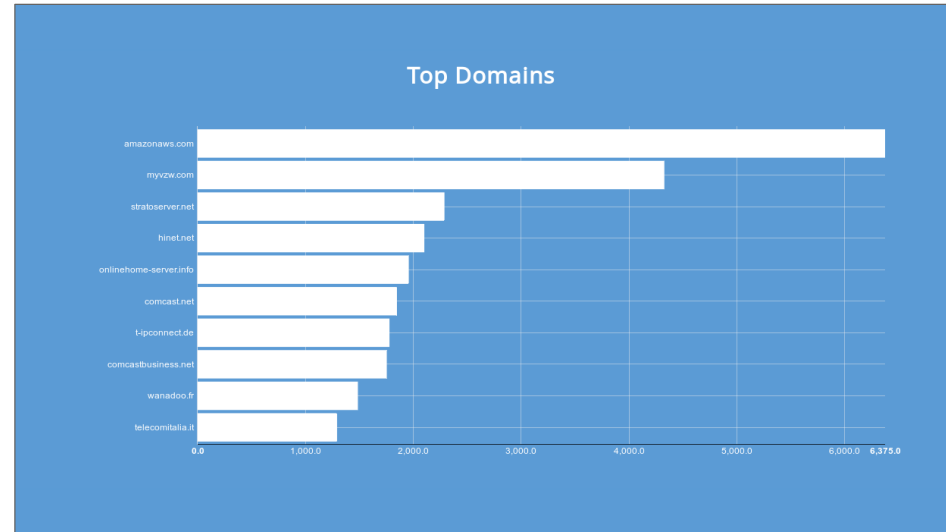 Top Domains
amazonaws.com
myvzw.com
stratoserver.net
hinet.net
onlinehome-server.info
comcast.net
t-ipconnect.de
comcastbusiness.net
wanadoo.fr
telecomitalia.it
0.0 1,000.0 2,000.0 3,000.0 4,000.0 5,000.0 6,000.0 6,375.0